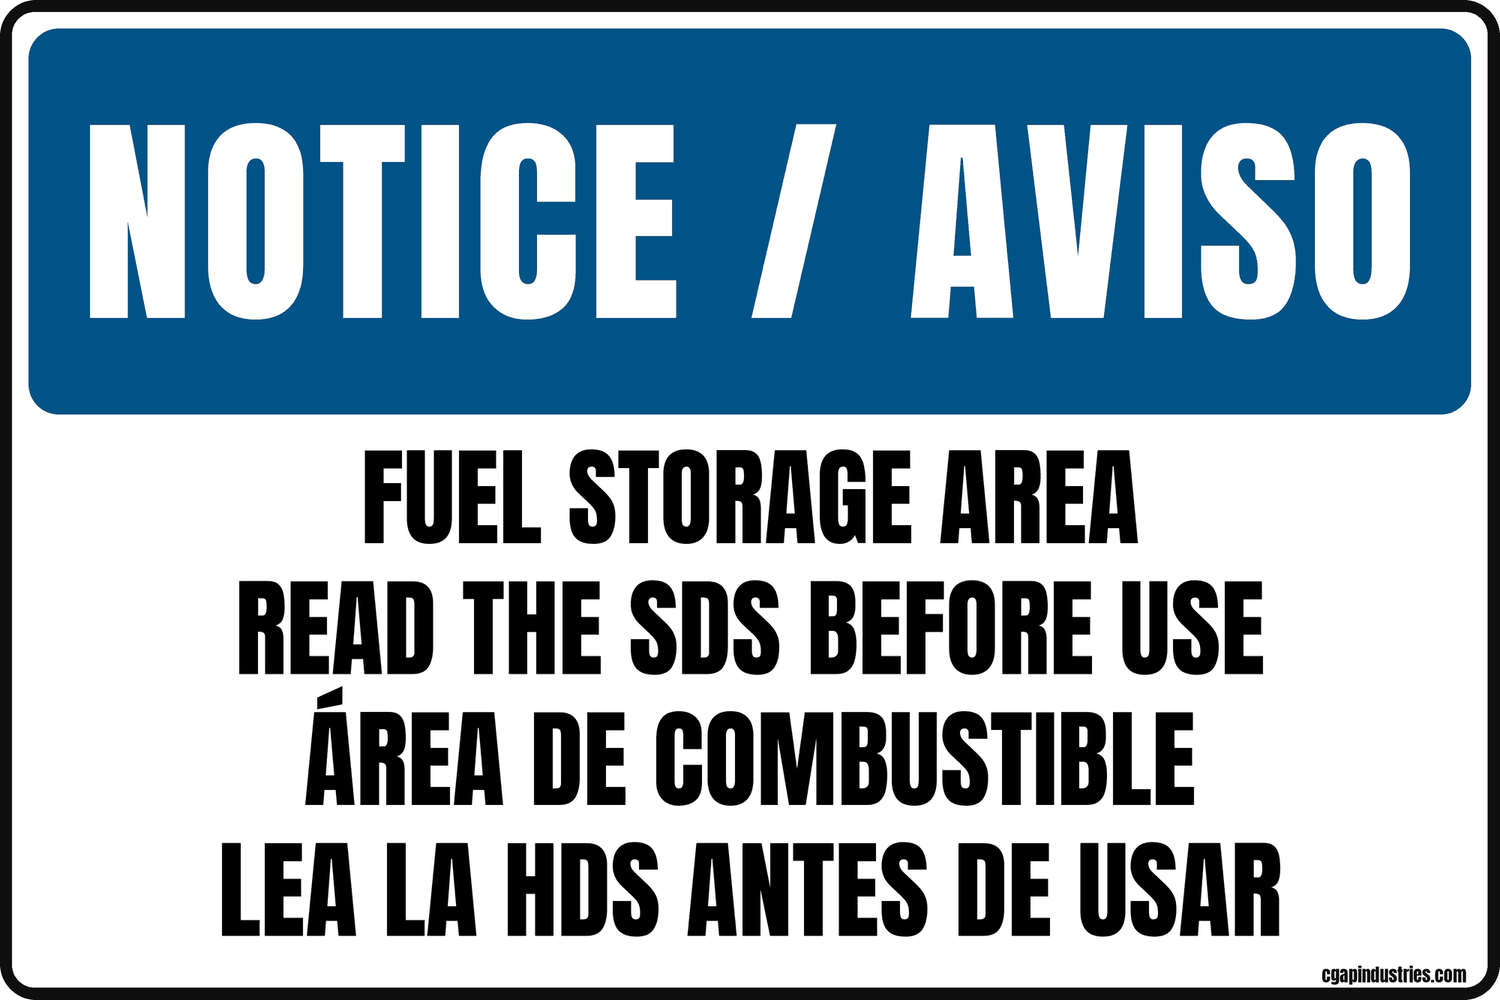 NOTICE / AVISO
FUEL STORAGE AREA
READ THE SDS BEFORE USE
ÁREA DE COMBUSTIBLE
LEA LA HDS ANTES DE USAR
cgapindustries.com